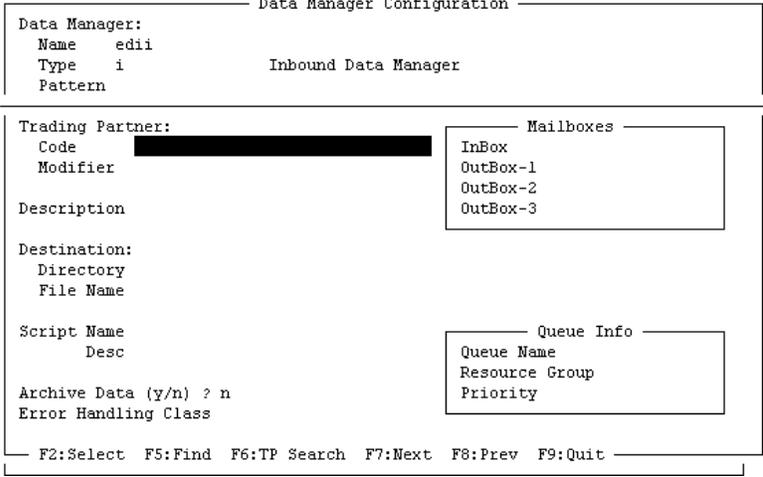 Data Manager Configuration
Data Manager:
Name edii
Type i Inbound Data Manager
Pattern
Trading Partner:
Code
Modifier
Description
Destination:
Directory
File Name
Script Name
Desc
Archive Data (y/n) ? n
Error Handling Class
Mailboxes
InBox
OutBox-1
OutBox-2
OutBox-3
Queue Info
Queue Name
Resource Group
Priority
F2:Select F5:Find F6:TP Search F7:Next F8:Prev F9:Quit